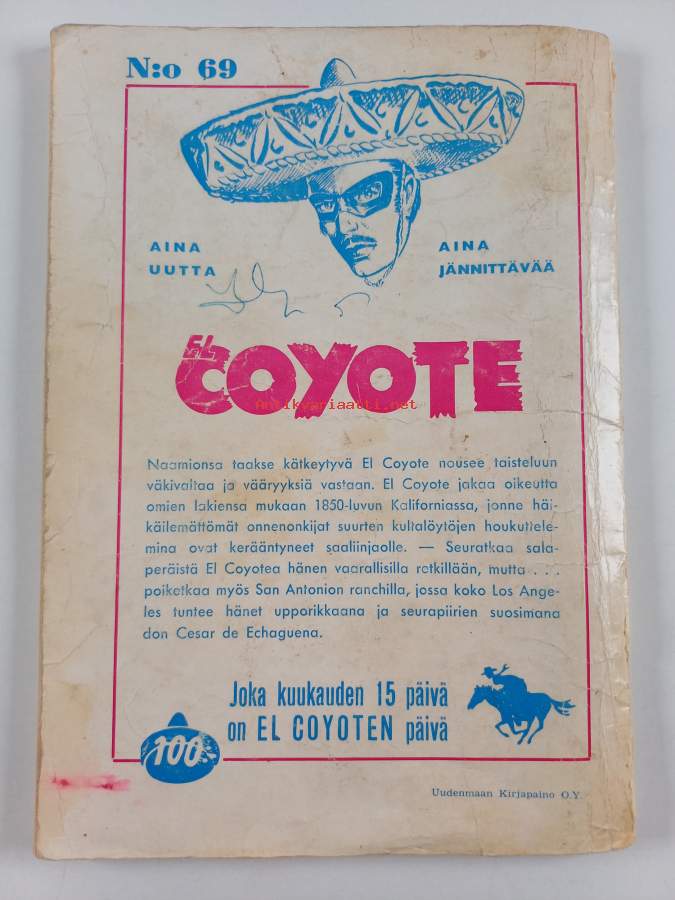 N:o 69
AINA
UUTTA
AINA
JÄNNITTÄVÄÄ
EL
COYOTE
Antikvariaatti.net
Naamionsa taakse kätkeytyvä El Coyote nousee taisteluun
väkivaltaa ja vääryyksiä vastaan. El Coyote jakaa oikeutta
omien lakiensa mukaan 1850-luvun Kaliforniassa, jonne häi-
käilemättömät onnenonkijat suurten kultalöytöjen houkuttele-
mina ovat kerääntyneet saaliinjaolle. — Seuratkaa sala-
peräistä El Coyotea hänen vaarallisilla retkillään, mutta . . .
poiketkaa myös San Antonion ranchilla, jossa koko Los Ange-
les tuntee hänet upporikkaana ja seurapiirien suosimana
don Cesar de Echaguena.
Joka kuukauden 15 päivä
on EL COYOTEN päivä
100:-
Uudenmaan Kirjapaino O.Y.